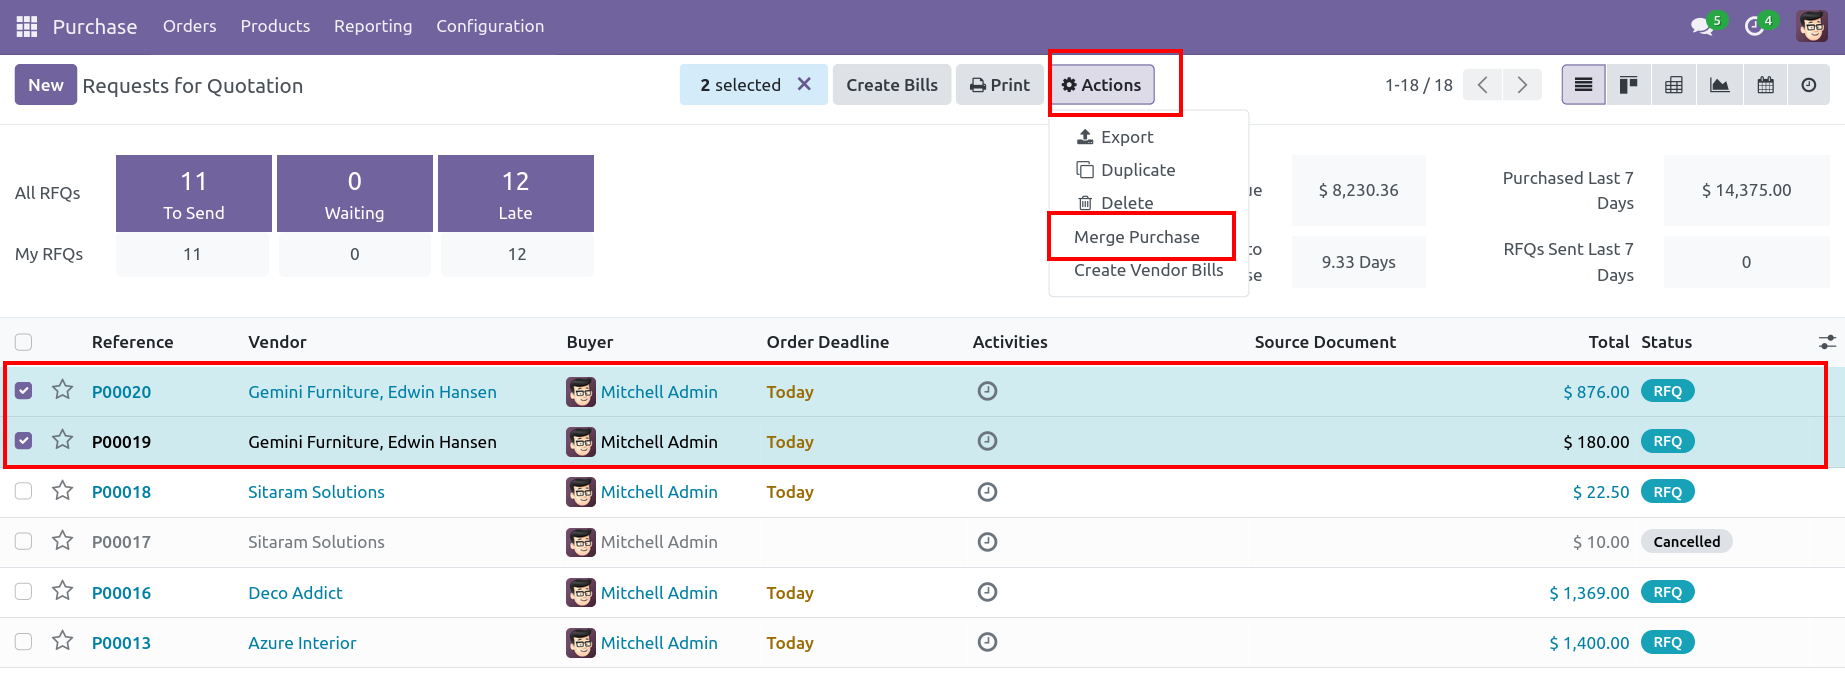 Purchase Orders Products Reporting Configuration 5 4
New Requests for Quotation 2 selected Create Bills Print Actions 1-18 / 18
Export
Duplicate
Delete
Merge Purchase
Create Vendor Bills
All RFQs 11 To Send 0 Waiting 12 Late
My RFQs 11 0 12
ue $ 8,230.36 Purchased Last 7 Days $ 14,375.00
to
se 9.33 Days RFQs Sent Last 7 Days 0
Reference Vendor Buyer Order Deadline Activities Source Document Total Status
P00020 Gemini Furniture, Edwin Hansen Mitchell Admin Today $ 876.00 RFQ
P00019 Gemini Furniture, Edwin Hansen Mitchell Admin Today $ 180.00 RFQ
P00018 Sitaram Solutions Mitchell Admin Today $ 22.50 RFQ
P00017 Sitaram Solutions Mitchell Admin $ 10.00 Cancelled
P00016 Deco Addict Mitchell Admin Today $ 1,369.00 RFQ
P00013 Azure Interior Mitchell Admin Today $ 1,400.00 RFQ